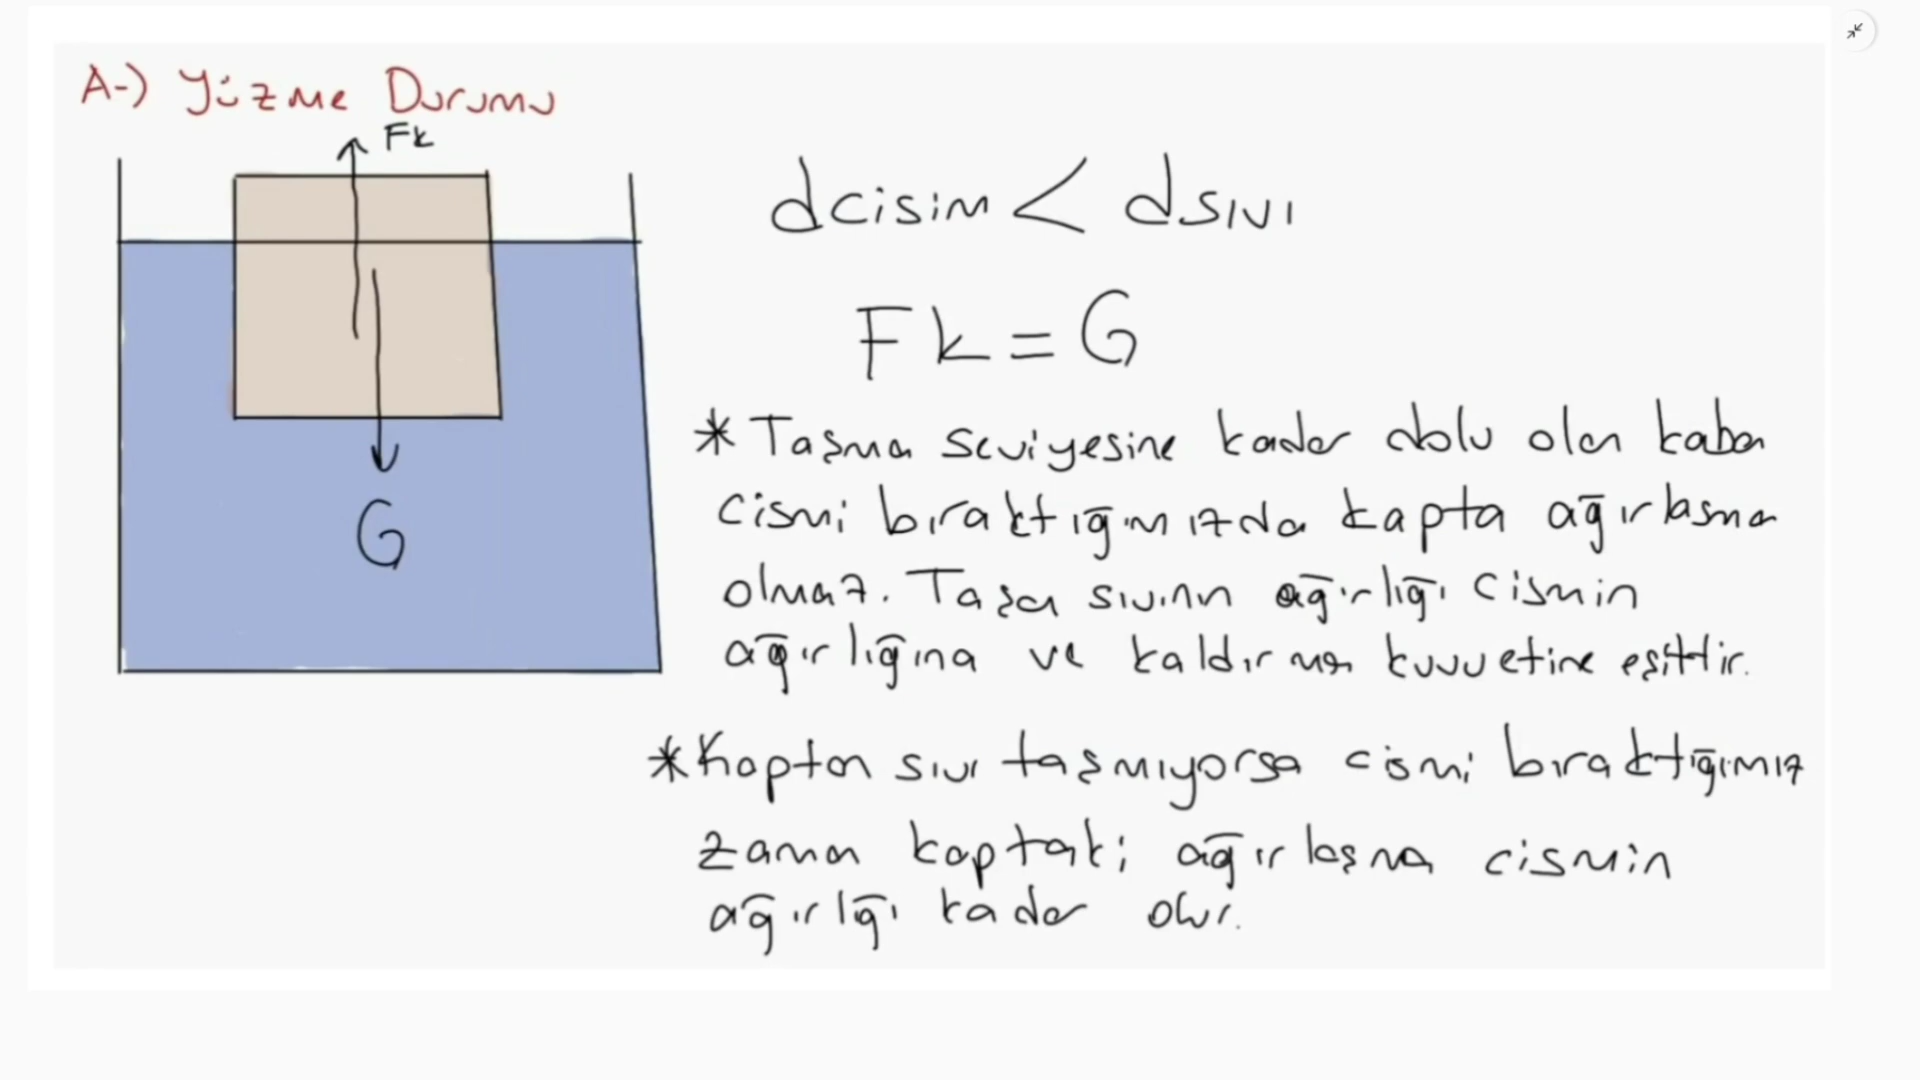 A-) Yüzme Durumu
Fk
G
dcisim < dsıvı
Fk = G
* Taşma seviyesine kadar dolu olan kaba
cismi bıraktığımızda kapta ağırlaşma
olmaz. Taşan sıvının ağırlığı cismin
ağırlığına ve kaldırma kuvvetine eşittir.
* Kaptan sıvı taşmıyorsa cismi bıraktığımız
zaman kaptaki ağırlaşma cismin
ağırlığı kadar olur.